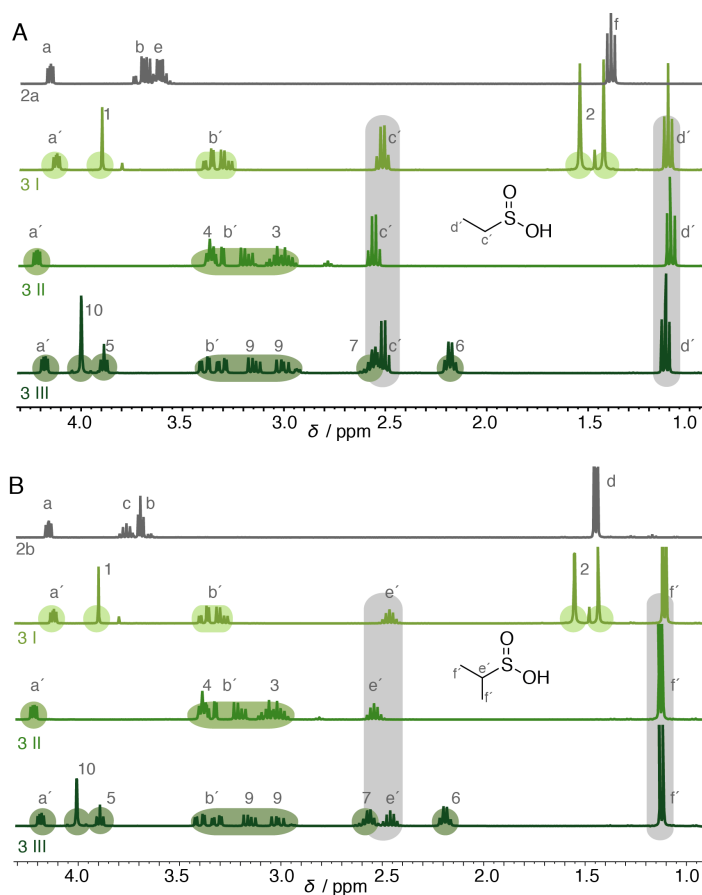 A
a b e f
2a
a´ 1 b´ c´ 2 d´
3 I
a´ 4 b´ 3 c´ d´
3 II
O
S
OH
d´
c´
a´ 10 5 b´ 9 9 7 c´ 6 d´
3 III
4.0 3.5 3.0 2.5 2.0 1.5 1.0
δ / ppm
B
a c b d
2b
a´ 1 b´ e´ 2 f´
3 I
a´ 4 b´ 3 e´ f´
3 II
O
f´ e´ S
OH
f´
a´ 10 5 b´ 9 9 7 e´ 6 f´
3 III
4.0 3.5 3.0 2.5 2.0 1.5 1.0
δ / ppm